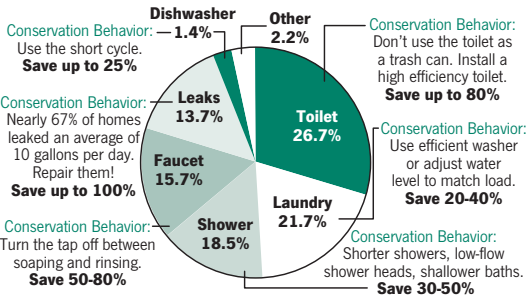 Dishwasher
1.4%
Other
2.2%
Conservation Behavior:
Use the short cycle.
Save up to 25%
Conservation Behavior:
Don't use the toilet as
a trash can. Install a
high efficiency toilet.
Save up to 80%
Leaks
13.7%
Toilet
26.7%
Conservation Behavior:
Nearly 67% of homes
leaked an average of
10 gallons per day.
Repair them!
Save up to 100%
Conservation Behavior:
Use efficient washer
or adjust water
level to match load.
Save 20-40%
Faucet
15.7%
Laundry
21.7%
Shower
18.5%
Conservation Behavior:
Turn the tap off between
soaping and rinsing.
Save 50-80%
Conservation Behavior:
Shorter showers, low-flow
shower heads, shallower baths.
Save 30-50%